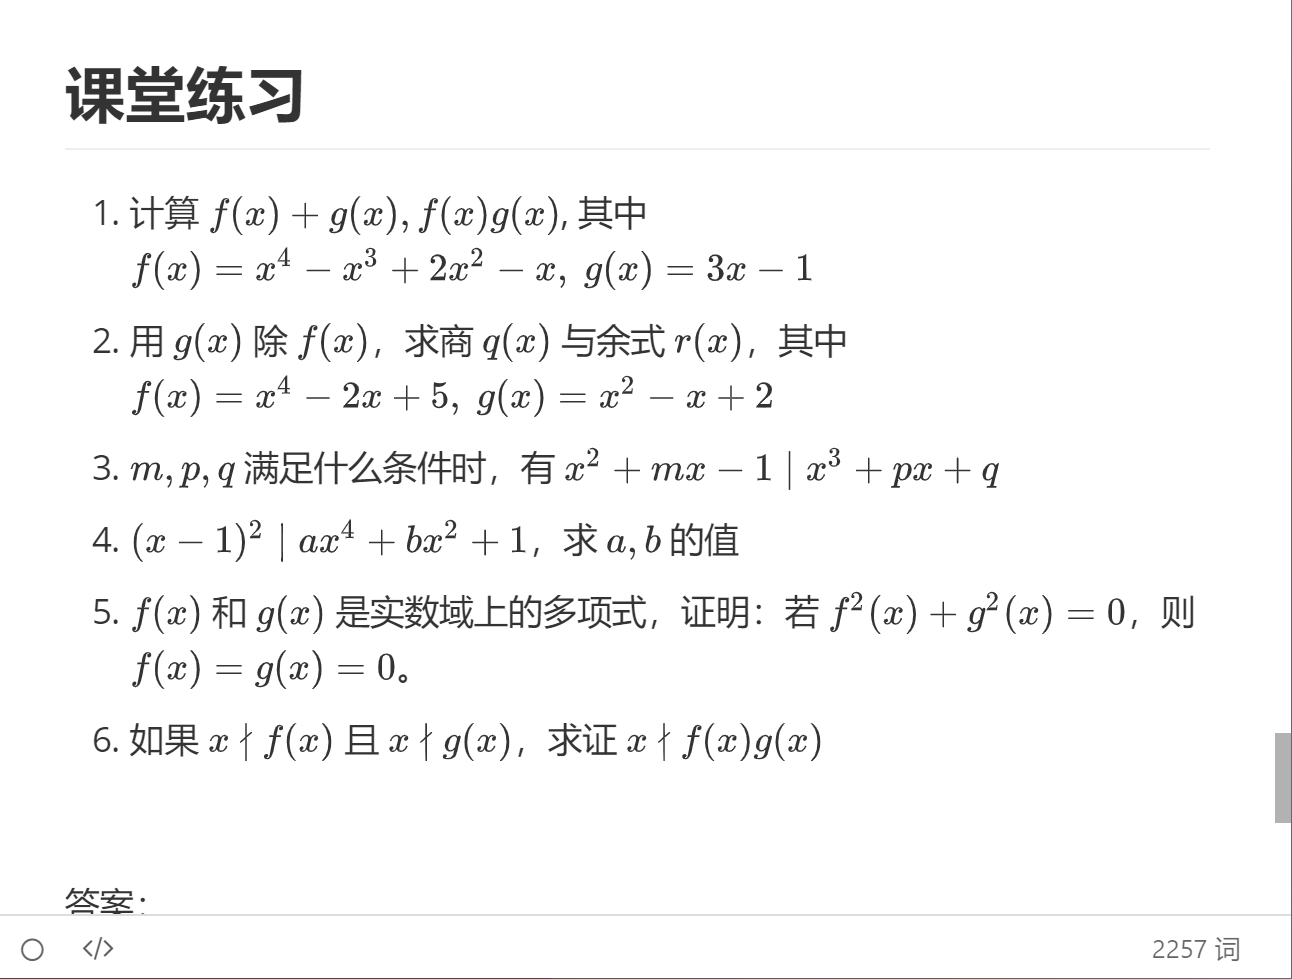 课堂练习
1. 计算 f(x) + g(x), f(x)g(x), 其中
f(x) = x⁴ − x³ + 2x² − x, g(x) = 3x − 1
2. 用 g(x) 除 f(x)，求商 q(x) 与余式 r(x)，其中
f(x) = x⁴ − 2x + 5, g(x) = x² − x + 2
3. m, p, q 满足什么条件时，有 x² + mx − 1 | x³ + px + q
4. (x − 1)² | ax⁴ + bx² + 1，求 a, b 的值
5. f(x) 和 g(x) 是实数域上的多项式，证明：若 f²(x) + g²(x) = 0，则
f(x) = g(x) = 0。
6. 如果 x ∤ f(x) 且 x ∤ g(x)，求证 x ∤ f(x)g(x)
答案：
</> 2257 词